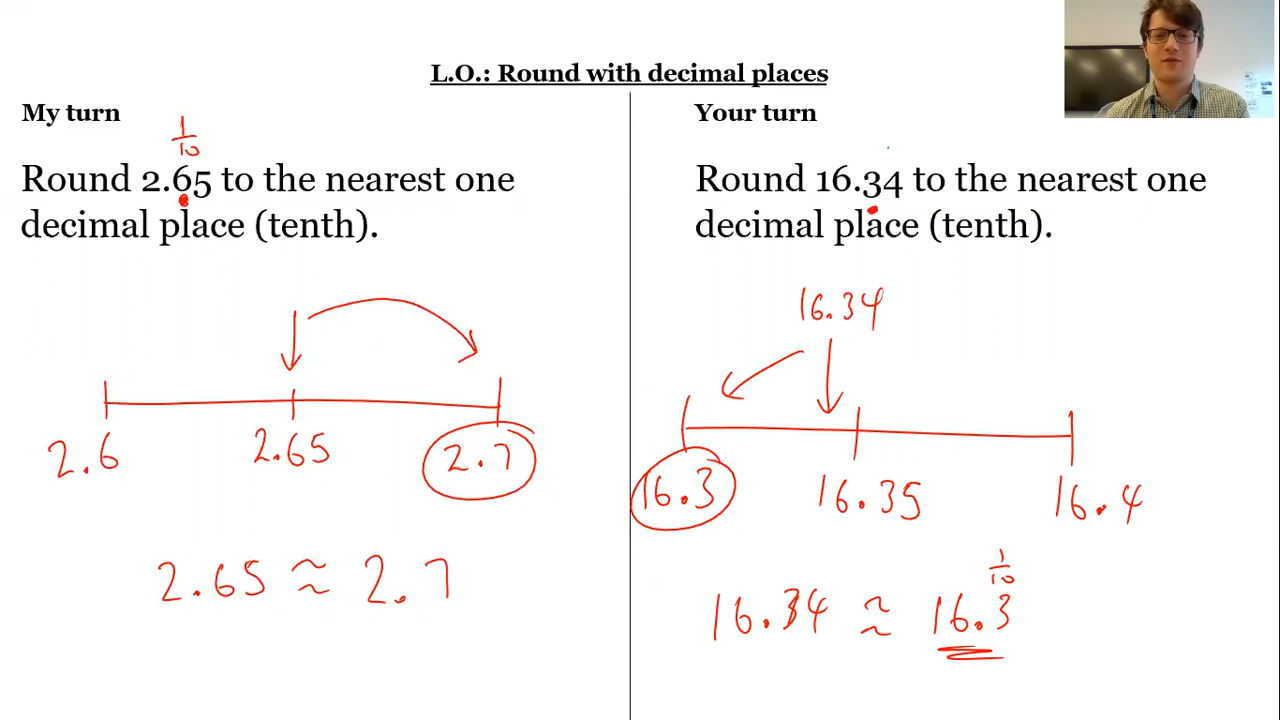 L.O.: Round with decimal places
My turn
1/10
Round 2.65 to the nearest one
decimal place (tenth).
2.6 2.65 2.7
2.65 ≈ 2.7
Your turn
Round 16.34 to the nearest one
decimal place (tenth).
16.34
16.3 16.35 16.4
1/10
16.34 ≈ 16.3